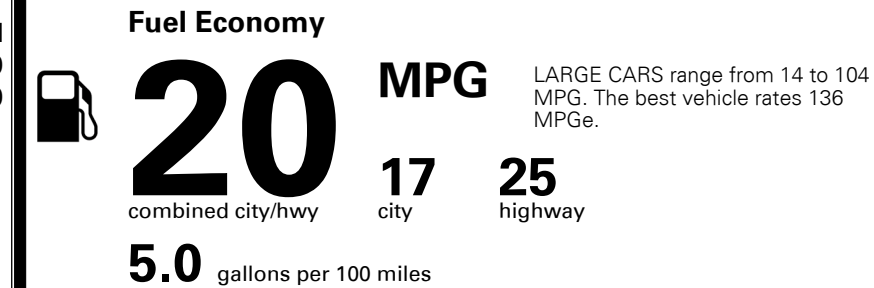 Fuel Economy
20
MPG
LARGE CARS range from 14 to 104
MPG. The best vehicle rates 136
MPGe.
17
25
combined city/hwy
city
highway
5.0 gallons per 100 miles